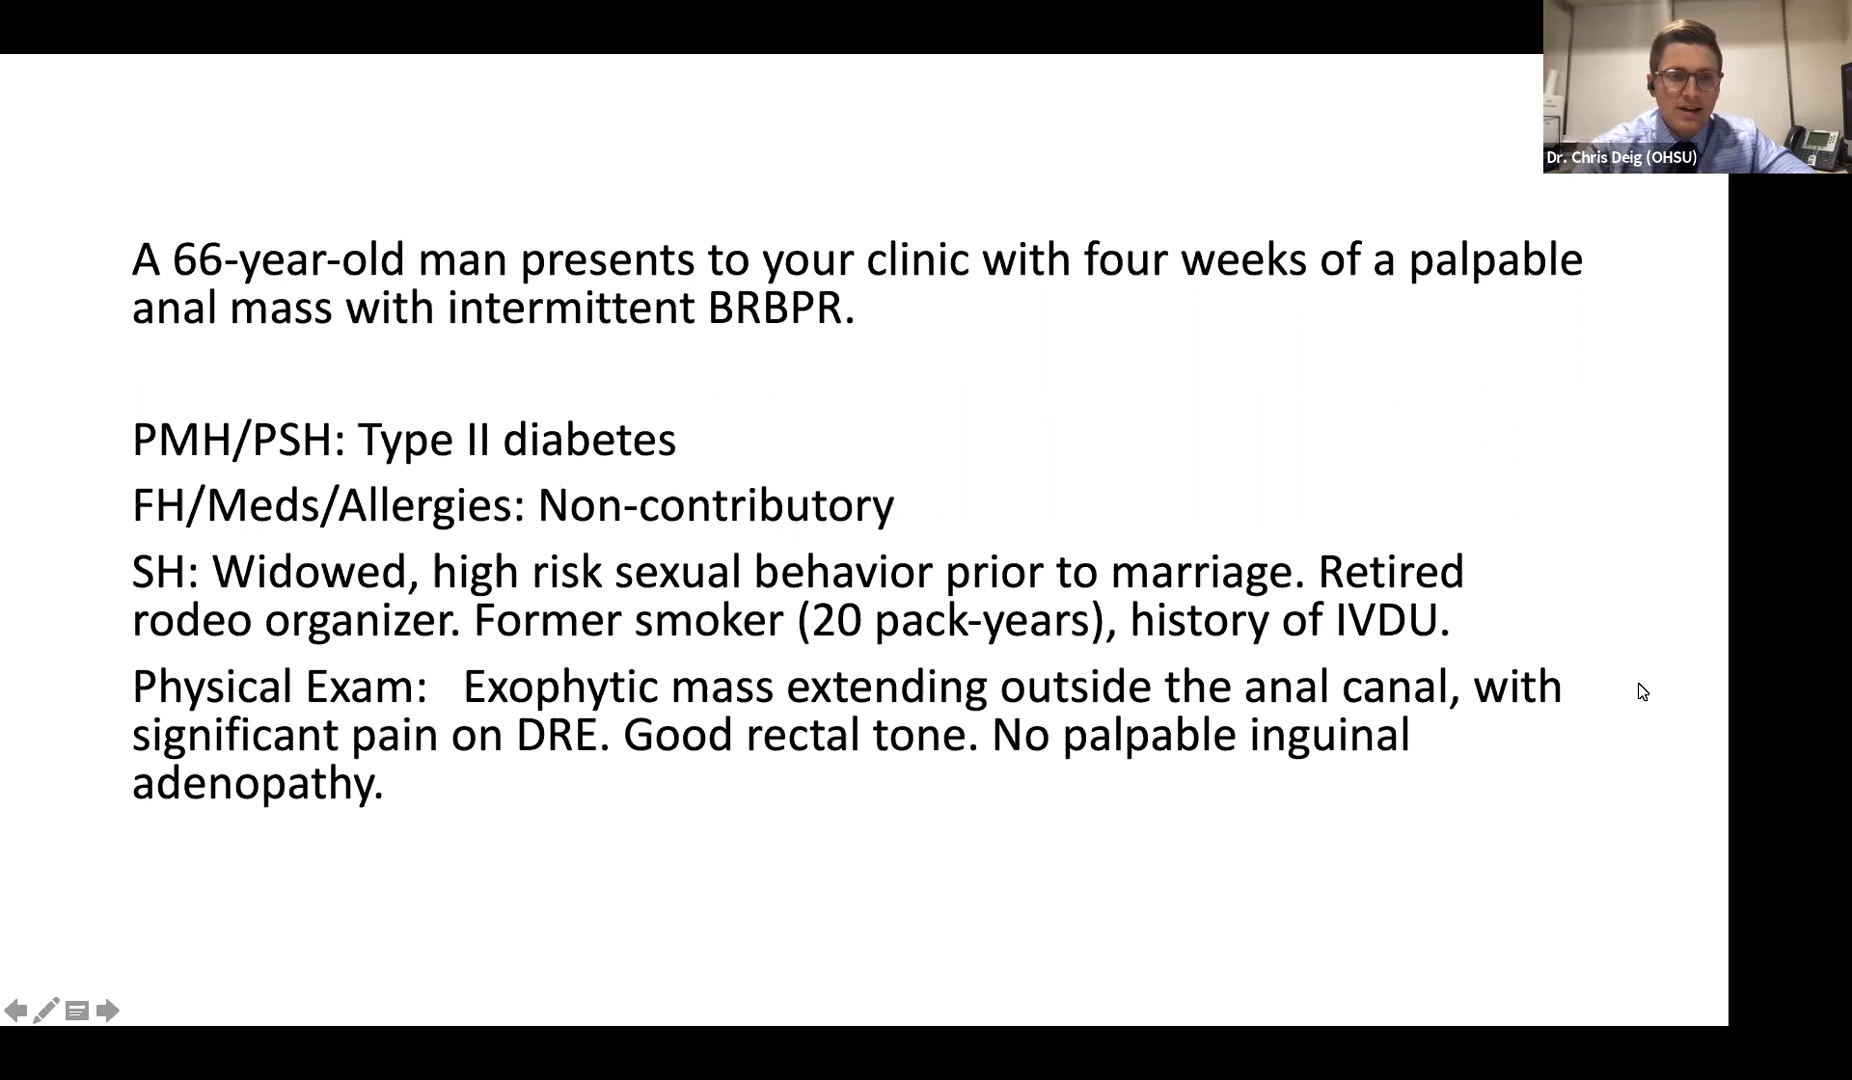 Dr. Chris Deig (OHSU)
A 66-year-old man presents to your clinic with four weeks of a palpable
anal mass with intermittent BRBPR.
PMH/PSH: Type II diabetes
FH/Meds/Allergies: Non-contributory
SH: Widowed, high risk sexual behavior prior to marriage. Retired
rodeo organizer. Former smoker (20 pack-years), history of IVDU.
Physical Exam:   Exophytic mass extending outside the anal canal, with
significant pain on DRE. Good rectal tone. No palpable inguinal
adenopathy.